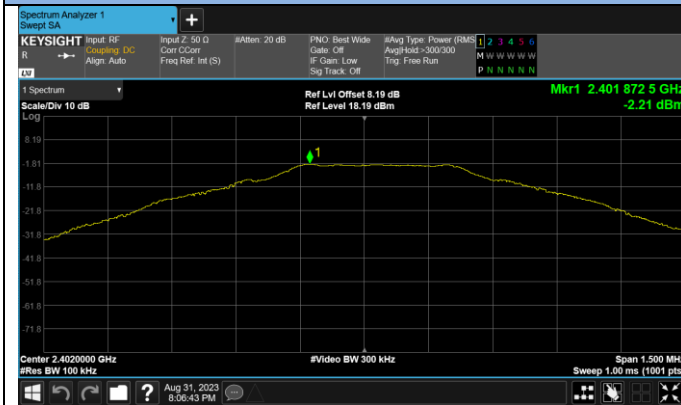 Spectrum Analyzer 1
Swept SA
+
KEYSIGHT Input: RF Input Z: 50 Ω #Atten: 20 dB PNO: Best Wide #Avg Type: Power (RMS 1 2 3 4 5 6
R Coupling: DC Corr CCorr Gate: Off Avg|Hold:>300/300 M W W W W W
Align: Auto Freq Ref: Int (S) IF Gain: Low Trig: Free Run
LXI Sig Track: Off P N N N N N
1 Spectrum Ref Lvl Offset 8.19 dB Mkr1 2.401 872 5 GHz
Scale/Div 10 dB Ref Level 18.19 dBm -2.21 dBm
Log
8.19
1
-1.81
-11.8
-21.8
-31.8
-41.8
-51.8
-61.8
-71.8
Center 2.4020000 GHz #Video BW 300 kHz Span 1.500 MH
#Res BW 100 kHz Sweep 1.00 ms (1001 pts
? Aug 31, 2023
8:06:43 PM